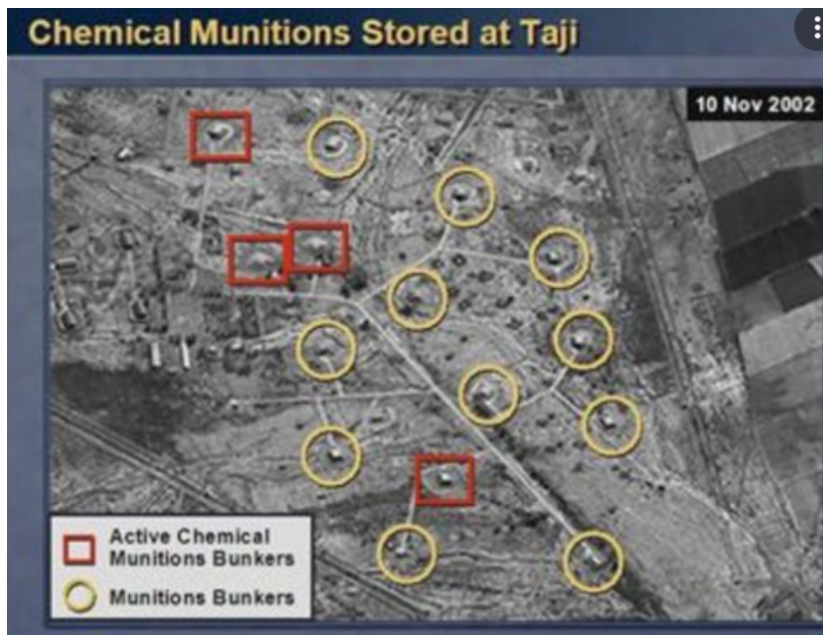 Chemical Munitions Stored at Taji
10 Nov 2002
Active Chemical
Munitions Bunkers
Munitions Bunkers